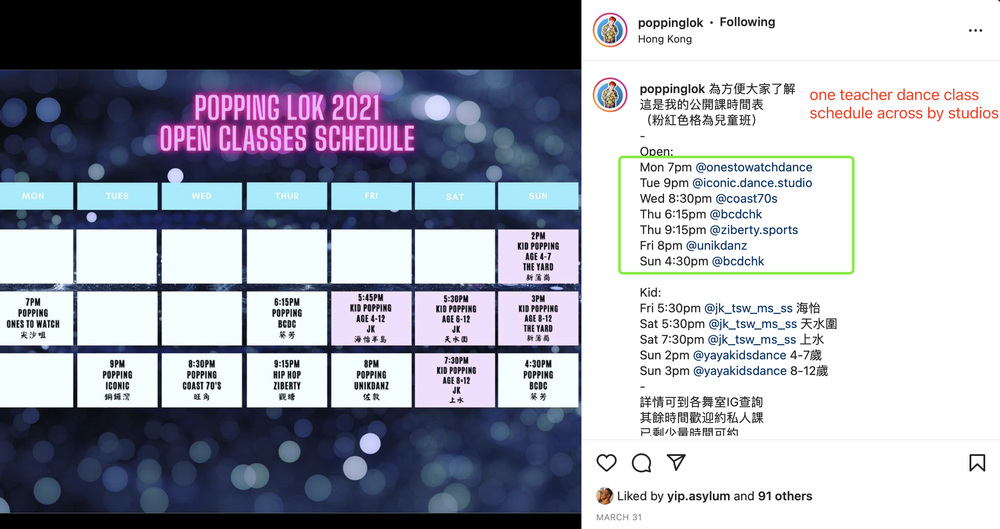 POPPING LOK 2021
OPEN CLASSES SCHEDULE
MON TUES WED THUR FRI SAT SUN
2PM
KID POPPING
AGE 4-7
THE YARD
新蒲崗
7PM
POPPING
ONES TO WATCH
尖沙咀
6:15PM
POPPING
BCDC
葵芳
5:45PM
KID POPPING
AGE 4-12
JK
海怡半島
5:30PM
KID POPPING
AGE 6-12
JK
天水圍
3PM
KID POPPING
AGE 8-12
THE YARD
新蒲崗
9PM
POPPING
ICONIC
銅鑼灣
8:30PM
POPPING
COAST 70'S
旺角
9:15PM
HIP HOP
ZIBERTY
觀塘
8PM
POPPING
UNIKDANZ
佐敦
7:30PM
KID POPPING
AGE 8=12
JK
上水
4:30PM
POPPING
BCDC
葵芳
poppinglok • Following
Hong Kong
poppinglok 為方便大家了解
這是我的公開課時間表
（粉紅色格為兒童班）
-
Open:
Mon 7pm @onestowatchdance
Tue 9pm @iconic.dance.studio
Wed 8:30pm @coast70s
Thu 6:15pm @bcdchk
Thu 9:15pm @ziberty.sports
Fri 8pm @unikdanz
Sun 4:30pm @bcdchk
Kid:
Fri 5:30pm @jk_tsw_ms_ss 海怡
Sat 5:30pm @jk_tsw_ms_ss 天水圍
Sat 7:30pm @jk_tsw_ms_ss 上水
Sun 2pm @yayakidsdance 4-7歲
Sun 3pm @yayakidsdance 8-12歲
-
詳情可到各舞室IG查詢
其餘時間歡迎約私人課
已剩少量時間可約
one teacher dance class
schedule across by studios
Liked by yip.asylum and 91 others
MARCH 31